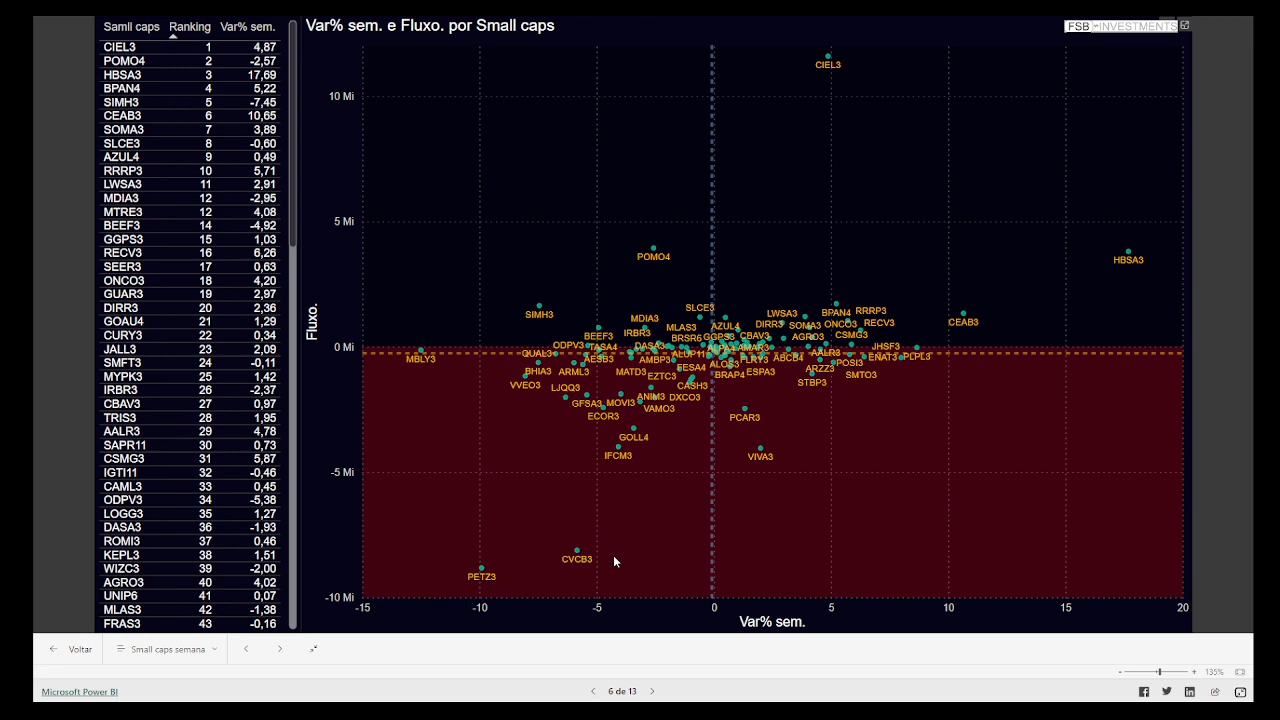 Samll caps Ranking Var% sem.
CIEL3 1 4,87
POMO4 2 -2,57
HBSA3 3 17,69
BPAN4 4 5,22
SIMH3 5 -7,45
CEAB3 6 10,65
SOMA3 7 3,89
SLCE3 8 -0,60
AZUL4 9 0,49
RRRP3 10 5,71
LWSA3 11 2,91
MDIA3 12 -2,95
MTRE3 12 4,08
BEEF3 14 -4,92
GGPS3 15 1,03
RECV3 16 6,26
SEER3 17 0,63
ONCO3 18 4,20
GUAR3 19 2,97
DIRR3 20 2,36
GOAU4 21 1,29
CURY3 22 0,34
JALL3 23 2,09
SMFT3 24 -0,11
MYPK3 25 1,42
IRBR3 26 -2,97
CBAV3 27 0,97
TRIS3 28 1,95
AALR3 29 4,78
SAPR11 30 0,73
CSMG3 31 5,87
IGTI11 32 -0,46
CAML3 33 0,45
ODPV3 34 -5,38
LOGG3 35 1,27
DASA3 36 -1,93
ROMI3 37 0,46
KEPL3 38 1,51
WIZC3 39 -2,00
AGRO3 40 4,02
UNIP6 41 0,07
MLAS3 42 -1,38
FRAS3 43 -0,16
Var% sem. e Fluxo. por Small caps
FSB INVESTMENTS
Fluxo.
10 Mi
5 Mi
0 Mi
-5 Mi
-10 Mi
CIEL3
POMO4
HBSA3
SIMH3
SLCE3
MDIA3
LWSA3
BPAN4
RRRP3
CEAB3
BEEF3
IRBR3
MLAS3
AZUL4
DIRR3
SOMA3
ONCO3
RECV3
BRSR6
GGPS3
CBAV3
AGRO3
CSMG3
ODPV3
TASA4
DASA3
ALPA4
AMAR3
JHSF3
MBLY3
QUAL3
AESB3
AMBP3
ALUP11
FLRY3
ABCB4
AALR3
ENAT3
PLPL3
BHIA3
ARML3
MATD3
EZTC3
FESA4
ALOS3
BRAP4
ESPA3
ARZZ3
POSI3
SMTO3
VVEO3
LJQQ3
CASH3
STBP3
GFSA3
MOVI3
ANIM3
DXCO3
ECOR3
VAMO3
PCAR3
GOLL4
IFCM3
VIVA3
CVCB3
PETZ3
-15 -10 -5 0 5 10 15 20
Var% sem.
Voltar Small caps semana
135%
Microsoft Power BI 6 de 13